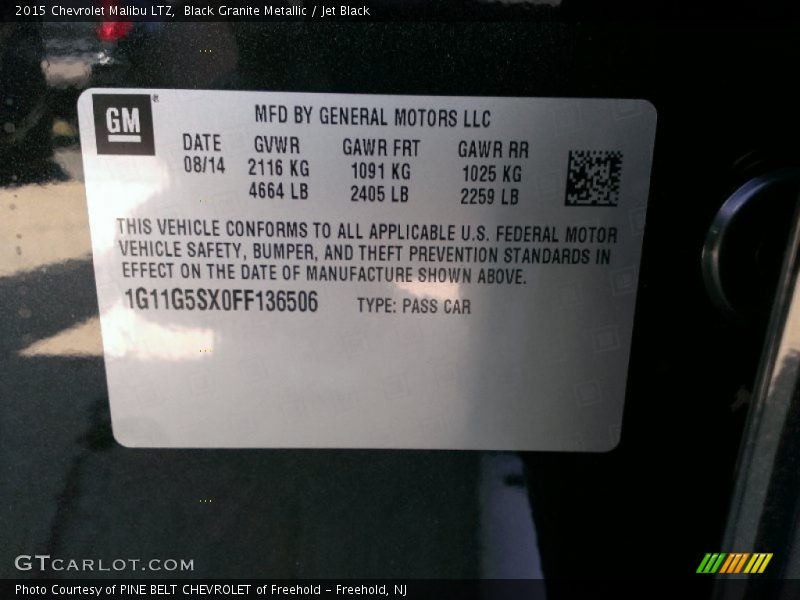 2015 Chevrolet Malibu LTZ,  Black Granite Metallic / Jet Black
GM®
MFD BY GENERAL MOTORS LLC
DATE GVWR GAWR FRT GAWR RR
08/14 2116 KG 1091 KG 1025 KG
4664 LB 2405 LB 2259 LB
THIS VEHICLE CONFORMS TO ALL APPLICABLE U.S. FEDERAL MOTOR
VEHICLE SAFETY, BUMPER, AND THEFT PREVENTION STANDARDS IN
EFFECT ON THE DATE OF MANUFACTURE SHOWN ABOVE.
1G11G5SX0FF136506 TYPE: PASS CAR
GTCARLOT.COM
Photo Courtesy of PINE BELT CHEVROLET of Freehold - Freehold, NJ